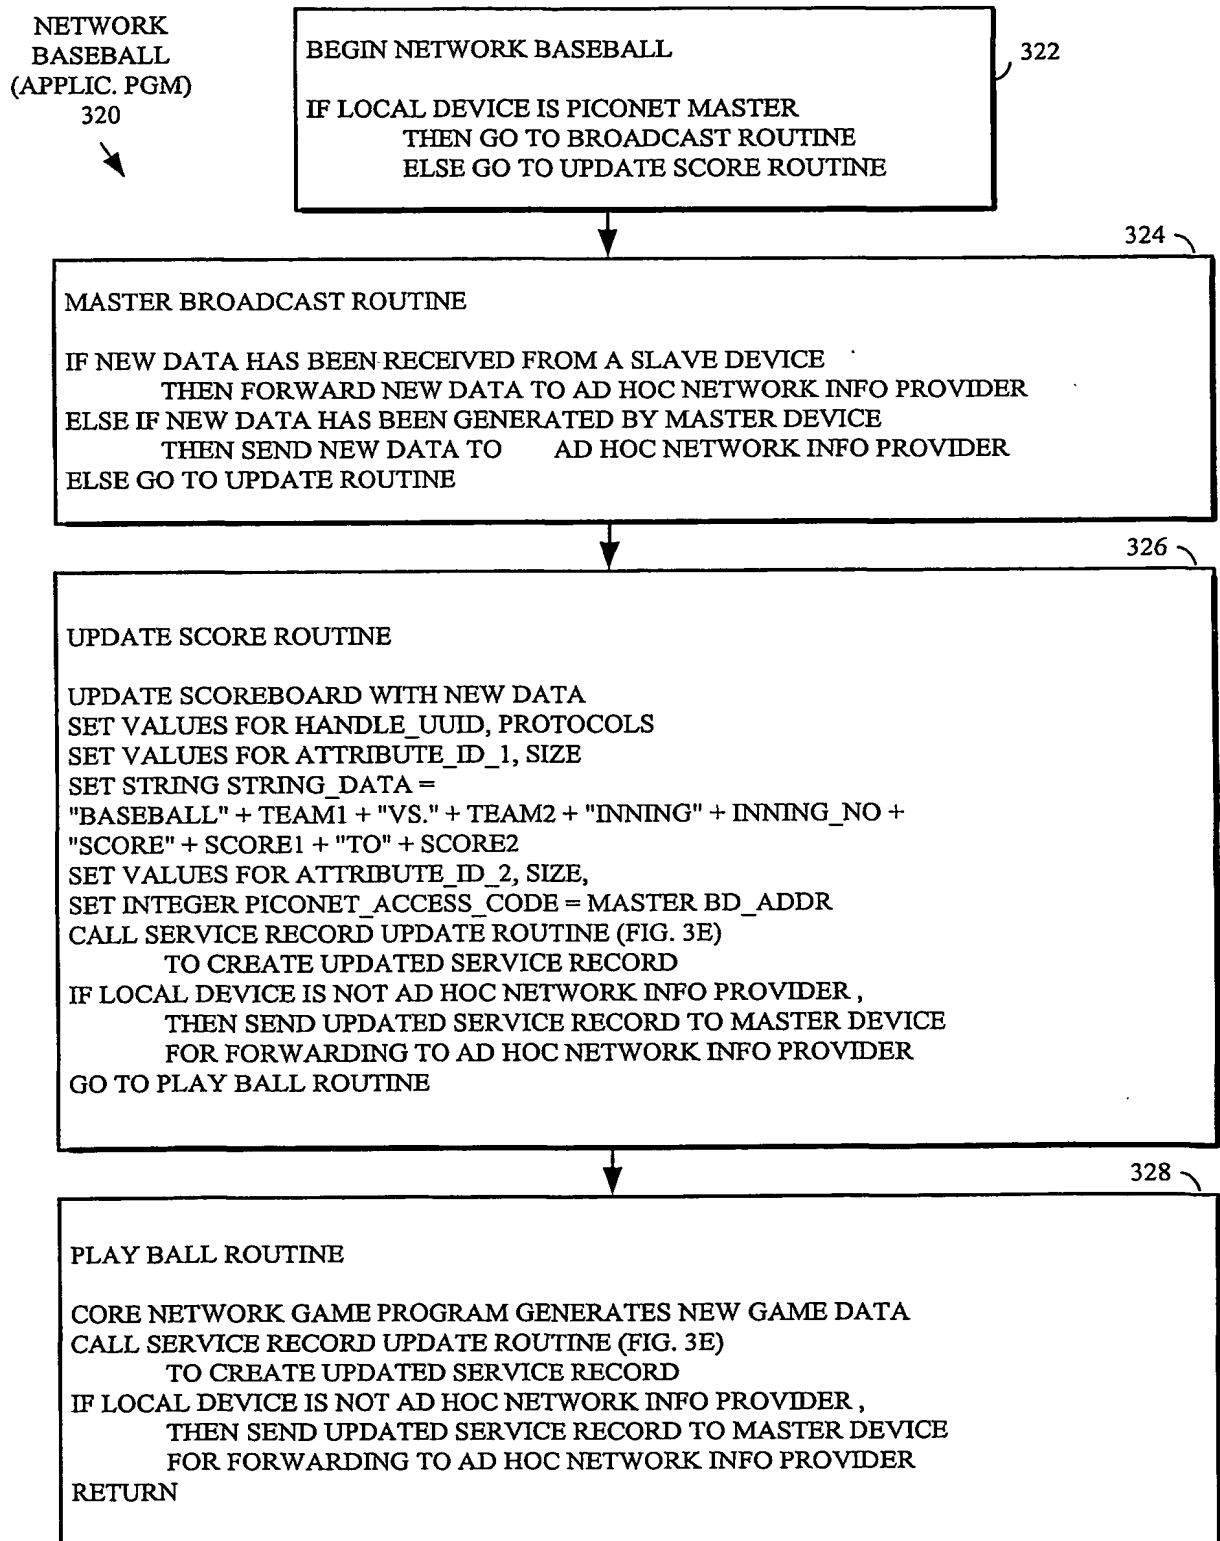 NETWORK
BASEBALL
(APPLIC. PGM)
320
BEGIN NETWORK BASEBALL
322
IF LOCAL DEVICE IS PICONET MASTER
THEN GO TO BROADCAST ROUTINE
ELSE GO TO UPDATE SCORE ROUTINE
324
MASTER BROADCAST ROUTINE
IF NEW DATA HAS BEEN RECEIVED FROM A SLAVE DEVICE
THEN FORWARD NEW DATA TO AD HOC NETWORK INFO PROVIDER
ELSE IF NEW DATA HAS BEEN GENERATED BY MASTER DEVICE
THEN SEND NEW DATA TO AD HOC NETWORK INFO PROVIDER
ELSE GO TO UPDATE ROUTINE
326
UPDATE SCORE ROUTINE
UPDATE SCOREBOARD WITH NEW DATA
SET VALUES FOR HANDLE_UUID, PROTOCOLS
SET VALUES FOR ATTRIBUTE_ID_1, SIZE
SET STRING STRING_DATA =
"BASEBALL" + TEAM1 + "VS." + TEAM2 + "INNING" + INNING_NO +
"SCORE" + SCORE1 + "TO" + SCORE2
SET VALUES FOR ATTRIBUTE_ID_2, SIZE,
SET INTEGER PICONET_ACCESS_CODE = MASTER BD_ADDR
CALL SERVICE RECORD UPDATE ROUTINE (FIG. 3E)
TO CREATE UPDATED SERVICE RECORD
IF LOCAL DEVICE IS NOT AD HOC NETWORK INFO PROVIDER ,
THEN SEND UPDATED SERVICE RECORD TO MASTER DEVICE
FOR FORWARDING TO AD HOC NETWORK INFO PROVIDER
GO TO PLAY BALL ROUTINE
328
PLAY BALL ROUTINE
CORE NETWORK GAME PROGRAM GENERATES NEW GAME DATA
CALL SERVICE RECORD UPDATE ROUTINE (FIG. 3E)
TO CREATE UPDATED SERVICE RECORD
IF LOCAL DEVICE IS NOT AD HOC NETWORK INFO PROVIDER ,
THEN SEND UPDATED SERVICE RECORD TO MASTER DEVICE
FOR FORWARDING TO AD HOC NETWORK INFO PROVIDER
RETURN